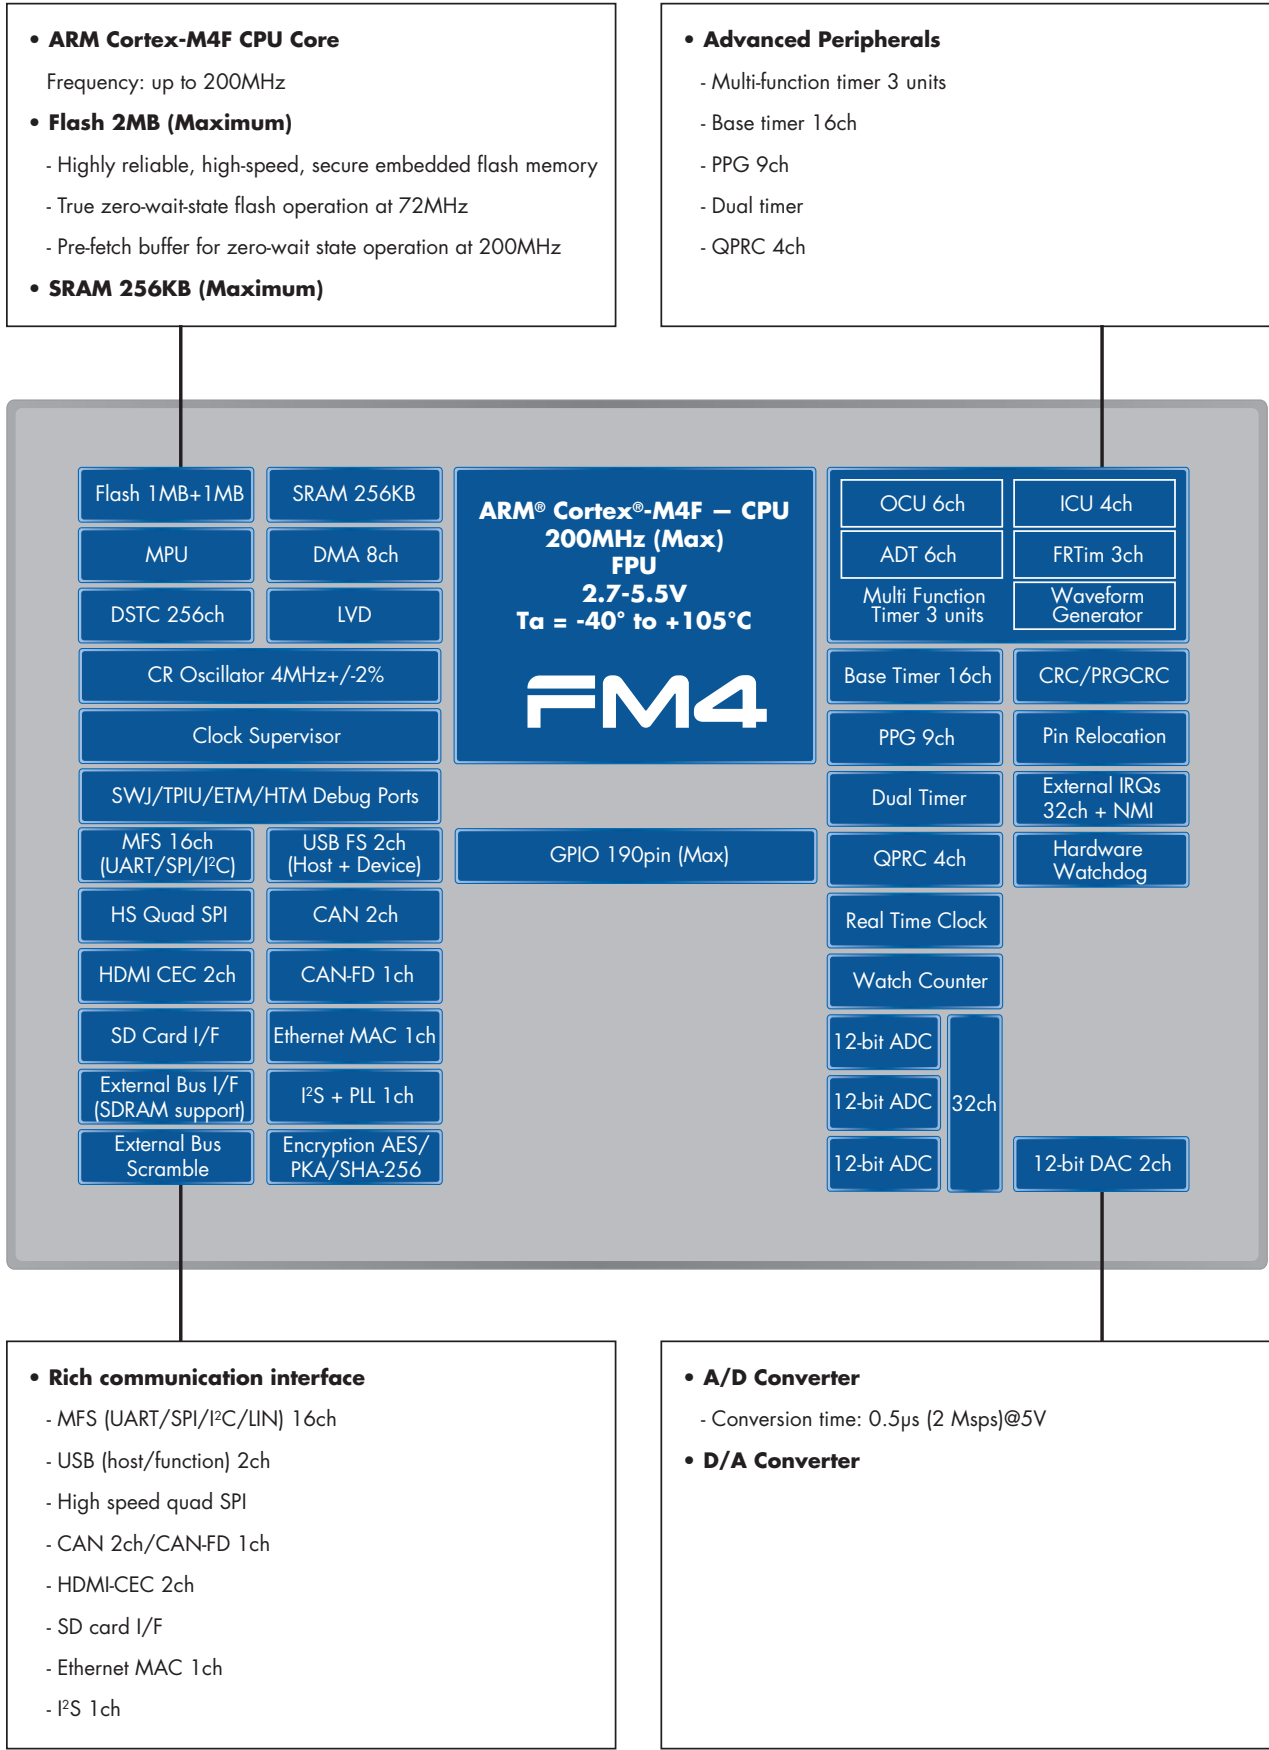 • ARM Cortex-M4F CPU Core
Frequency: up to 200MHz
• Flash 2MB (Maximum)
- Highly reliable, high-speed, secure embedded flash memory
- True zero-wait-state flash operation at 72MHz
- Pre-fetch buffer for zero-wait state operation at 200MHz
• SRAM 256KB (Maximum)
• Advanced Peripherals
- Multi-function timer 3 units
- Base timer 16ch
- PPG 9ch
- Dual timer
- QPRC 4ch
Flash 1MB+1MB
SRAM 256KB
MPU
DMA 8ch
DSTC 256ch
LVD
CR Oscillator 4MHz+/-2%
Clock Supervisor
SWJ/TPIU/ETM/HTM Debug Ports
MFS 16ch
(UART/SPI/I²C)
USB FS 2ch
(Host + Device)
HS Quad SPI
CAN 2ch
HDMI CEC 2ch
CAN-FD 1ch
SD Card I/F
Ethernet MAC 1ch
External Bus I/F
(SDRAM support)
I²S + PLL 1ch
External Bus
Scramble
Encryption AES/
PKA/SHA-256
ARM® Cortex®-M4F — CPU
200MHz (Max)
FPU
2.7-5.5V
Ta = -40° to +105°C
FM4
GPIO 190pin (Max)
OCU 6ch
ICU 4ch
ADT 6ch
FRTim 3ch
Multi Function
Timer 3 units
Waveform
Generator
Base Timer 16ch
CRC/PRGCRC
PPG 9ch
Pin Relocation
Dual Timer
External IRQs
32ch + NMI
QPRC 4ch
Hardware
Watchdog
Real Time Clock
Watch Counter
12-bit ADC
12-bit ADC
12-bit ADC
32ch
12-bit DAC 2ch
• Rich communication interface
- MFS (UART/SPI/I²C/LIN) 16ch
- USB (host/function) 2ch
- High speed quad SPI
- CAN 2ch/CAN-FD 1ch
- HDMI-CEC 2ch
- SD card I/F
- Ethernet MAC 1ch
- I²S 1ch
• A/D Converter
- Conversion time: 0.5µs (2 Msps)@5V
• D/A Converter